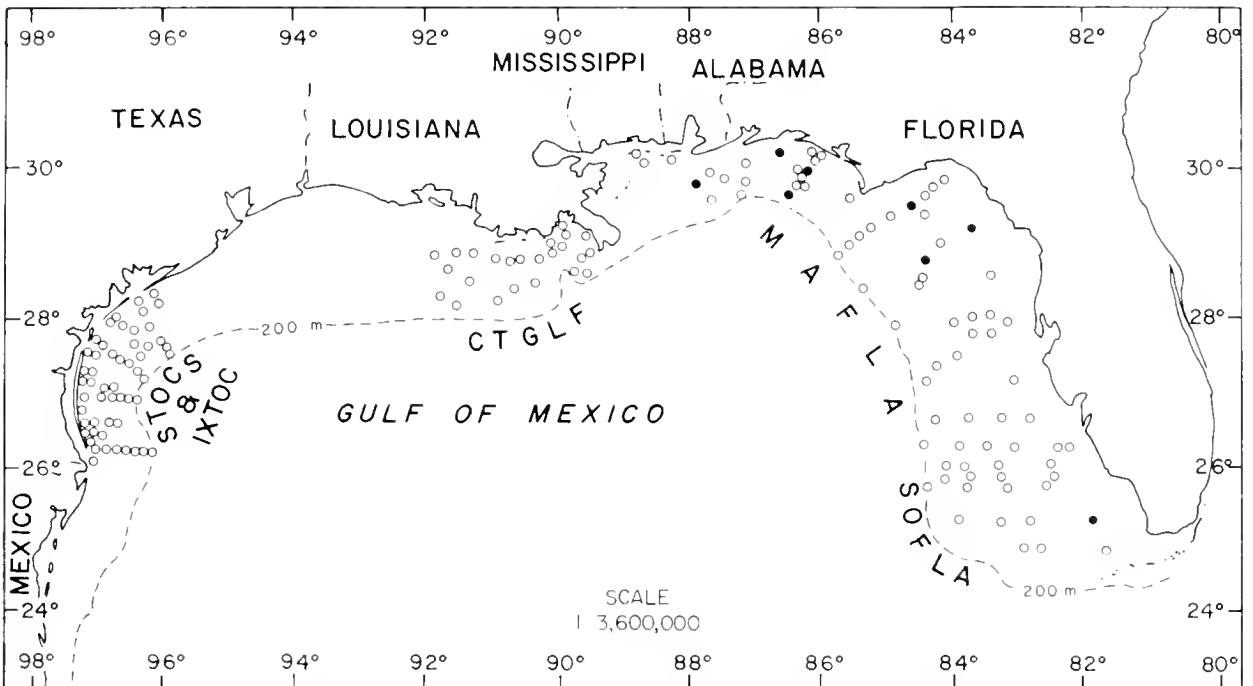 98° 96° 94° 92° 90° 88° 86° 84° 82° 80°
MISSISSIPPI
ALABAMA
TEXAS
LOUISIANA
FLORIDA
30° 30°
MAFLA
28° 28°
200 m
CTGLF
STOCS
&
IXTOC
GULF OF MEXICO
26° 26°
SOFLA
MEXICO
200 m
SCALE
1 3,600,000
24° 24°
98° 96° 94° 92° 90° 88° 86° 84° 82° 80°